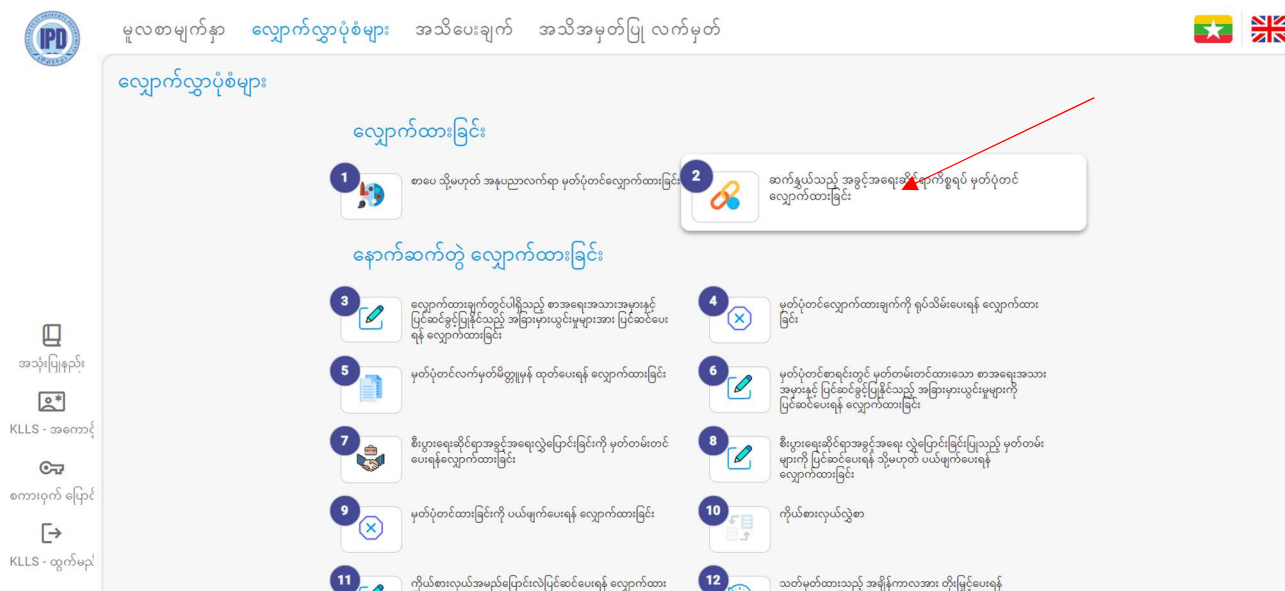 IPD
မူလစာမျက်နှာ လျှောက်လွှာပုံစံများ အသိပေးချက် အသိအမှတ်ပြု လက်မှတ်
လျှောက်လွှာပုံစံများ
လျှောက်ထားခြင်း
1
စာပေ သို့မဟုတ် အနုပညာလက်ရာ မှတ်ပုံတင်လျှောက်ထားခြင်း
2
ဆက်နွှယ်သည့် အခွင့်အရေးဆိုင်ရာကိစ္စရပ် မှတ်ပုံတင်
လျှောက်ထားခြင်း
နောက်ဆက်တွဲ လျှောက်ထားခြင်း
3
လျှောက်ထားချက်တွင်ပါရှိသည့် စာအရေးအသားအမှားနှင့်
ပြင်ဆင်ခွင့်ပြုနိုင်သည့် အခြားမှားယွင်းမှုများအား ပြင်ဆင်ပေး
ရန် လျှောက်ထားခြင်း
4
မှတ်ပုံတင်လျှောက်ထားချက်ကို ရုပ်သိမ်းပေးရန် လျှောက်ထား
ခြင်း
5
မှတ်ပုံတင်လက်မှတ်မိတ္တူမှန် ထုတ်ပေးရန် လျှောက်ထားခြင်း
6
မှတ်ပုံတင်စာရင်းတွင် မှတ်တမ်းတင်ထားသော စာအရေးအသား
အမှားနှင့် ပြင်ဆင်ခွင့်ပြုနိုင်သည့် အခြားမှားယွင်းမှုများကို
ပြင်ဆင်ပေးရန် လျှောက်ထားခြင်း
7
စီးပွားရေးဆိုင်ရာအခွင့်အရေးလွှဲပြောင်းခြင်းကို မှတ်တမ်းတင်
ပေးရန်လျှောက်ထားခြင်း
8
စီးပွားရေးဆိုင်ရာအခွင့်အရေး လွှဲပြောင်းခြင်းပြုသည့် မှတ်တမ်း
များကို ပြင်ဆင်ပေးရန် သို့မဟုတ် ပယ်ဖျက်ပေးရန်
လျှောက်ထားခြင်း
9
မှတ်ပုံတင်ထားခြင်းကို ပယ်ဖျက်ပေးရန် လျှောက်ထားခြင်း
10
ကိုယ်စားလှယ်လွှဲစာ
11
ကိုယ်စားလှယ်အမည်ပြောင်းလဲပြင်ဆင်ပေးရန် လျှောက်ထား
12
သတ်မှတ်ထားသည့် အချိန်ကာလအား တိုးမြှင့်ပေးရန်
အသုံးပြုနည်း
KLLS - အကောင့်
စကားဝှက် ပြောင်
KLLS - ထွက်မည်